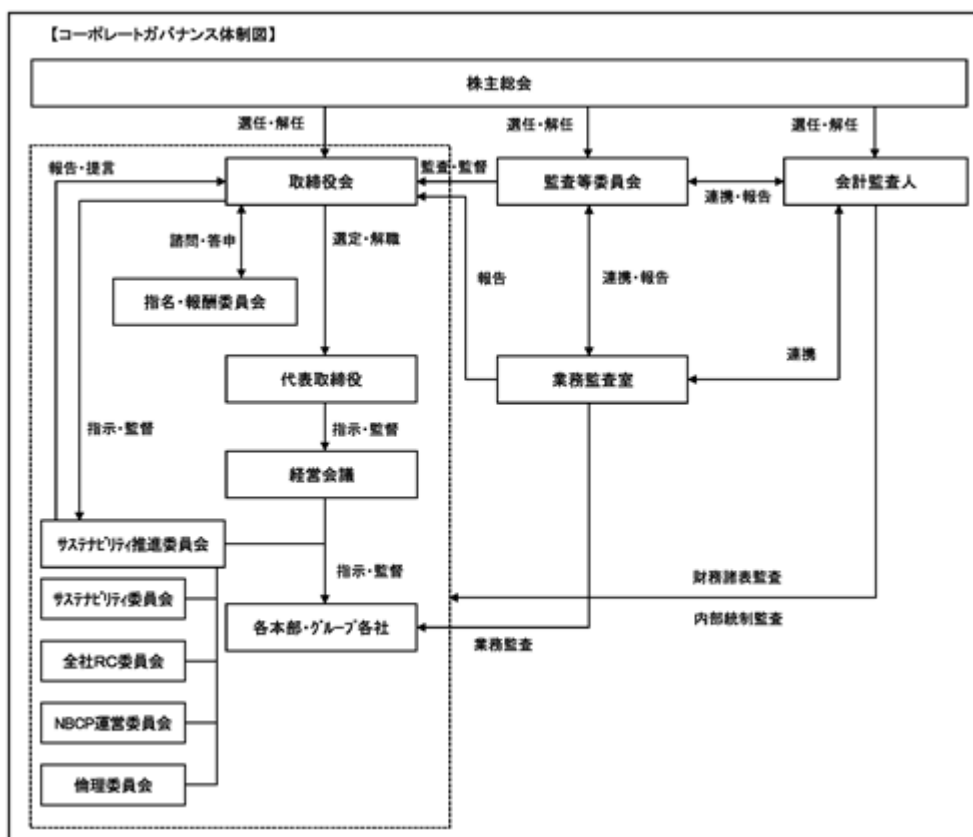 【コーポレートガバナンス体制図】
株主総会
選任・解任
選任・解任
選任・解任
報告・提言
取締役会
監査・監督
監査等委員会
連携・報告
会計監査人
諮問・答申
選定・解職
指名・報酬委員会
報告
連携・報告
代表取締役
業務監査室
連携
指示・監督
指示・監督
経営会議
ｻｽﾃﾅﾋﾞﾘﾃｨ推進委員会
指示・監督
財務諸表監査
ｻｽﾃﾅﾋﾞﾘﾃｨ委員会
内部統制監査
各本部・ｸﾞﾙｰﾌﾟ各社
業務監査
全社RC委員会
NBCP運営委員会
倫理委員会